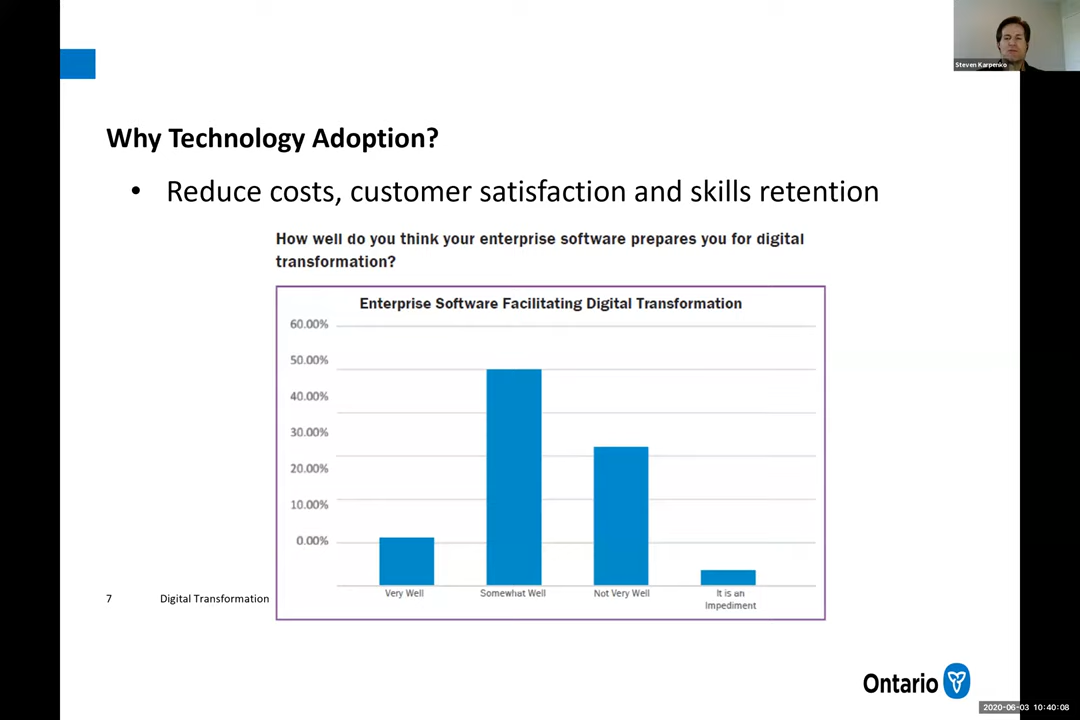 Steven Karpenko
Why Technology Adoption?
• Reduce costs, customer satisfaction and skills retention
How well do you think your enterprise software prepares you for digital
transformation?
Enterprise Software Facilitating Digital Transformation
60.00%
50.00%
40.00%
30.00%
20.00%
10.00%
0.00%
Very Well
Somewhat Well
Not Very Well
It is an
Impediment
7
Digital Transformation
Ontario
2020-06-03 10:40:08